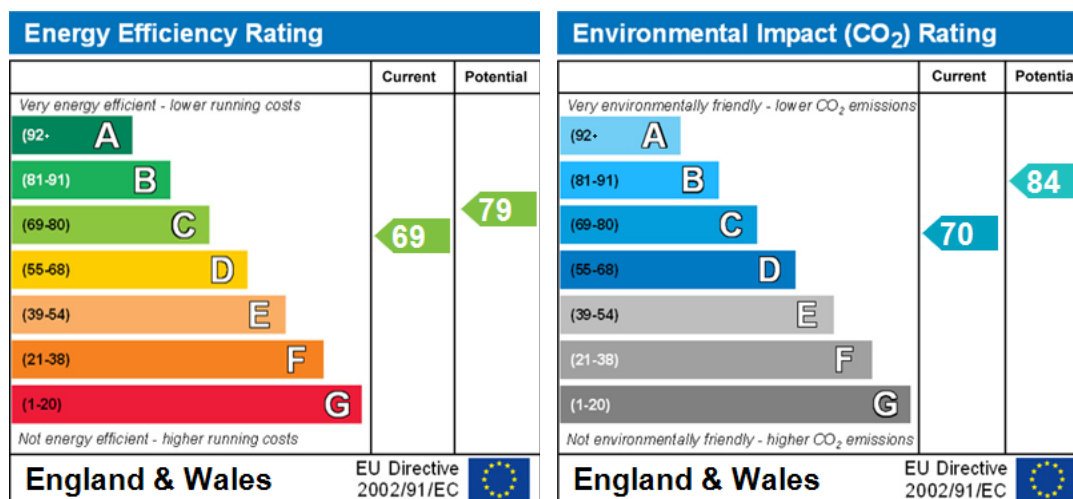 Energy Efficiency Rating
Current Potential
Very energy efficient - lower running costs
(92- A
(81-91) B
(69-80) C
(55-68) D
(39-54) E
(21-38) F
(1-20) G
69
79
Not energy efficient - higher running costs
England & Wales
EU Directive
2002/91/EC
Environmental Impact (CO₂) Rating
Current Potentia
Very environmentally friendly - lower CO₂ emissions
(92- A
(81-91) B
(69-80) C
(55-68) D
(39-54) E
(21-38) F
(1-20) G
70
84
Not environmentally friendly - higher CO₂ emissions
England & Wales
EU Directive
2002/91/EC